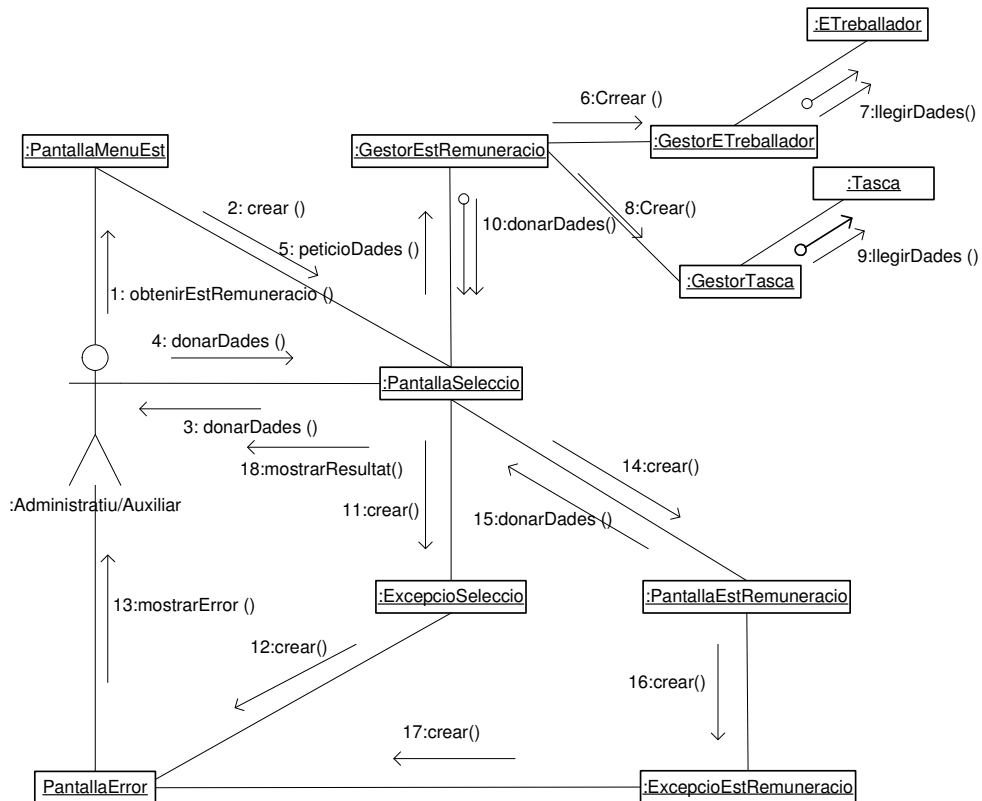 :ETreballador
6:Crrear ()
7:llegirDades()
:PantallaMenuEst
:GestorEstRemuneracio
:GestorETreballador
:Tasca
2: crear ()
8:Crear()
10:donarDades()
5: peticioDades ()
9:llegirDades ()
:GestorTasca
1: obtenirEstRemuneracio ()
4: donarDades ()
:PantallaSeleccio
3: donarDades ()
18:mostrarResultat()
14:crear()
:Administratiu/Auxiliar
11:crear()
15:donarDades ()
13:mostrarError ()
:ExcepcioSeleccio
:PantallaEstRemuneracio
12:crear()
16:crear()
17:crear()
PantallaError
:ExcepcioEstRemuneracio